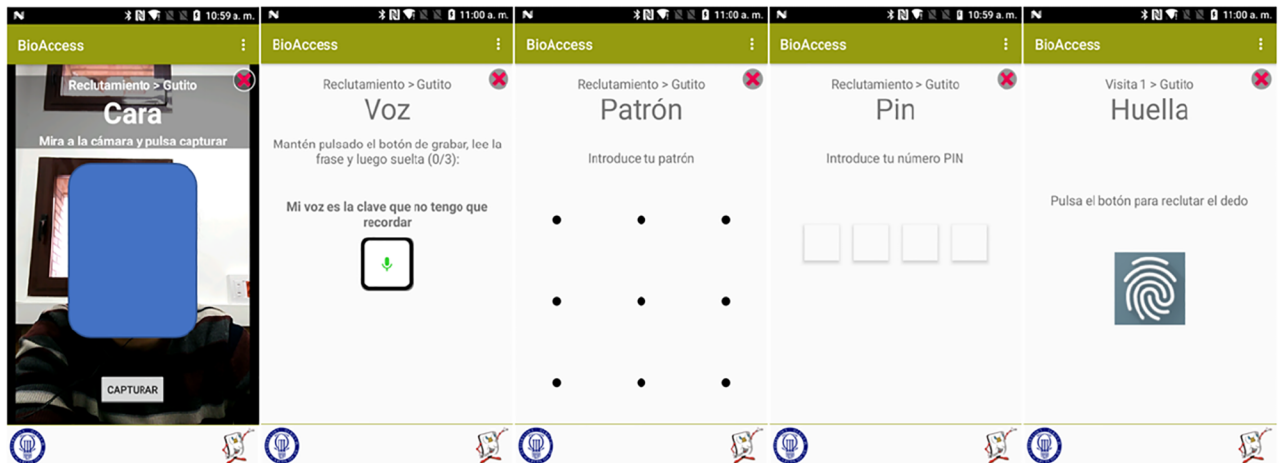 10:59 a. m.
BioAccess
Reclutamiento > Gutito
Cara
Mira a la cámara y pulsa capturar
CAPTURAR
11:00 a. m.
BioAccess
Reclutamiento > Gutito
Voz
Mantén pulsado el botón de grabar, lee la
frase y luego suelta (0/3):
Mi voz es la clave que no tengo que
recordar
11:00 a. m.
BioAccess
Reclutamiento > Gutito
Patrón
Introduce tu patrón
10:59 a. m.
BioAccess
Reclutamiento > Gutito
Pin
Introduce tu número PIN
11:00 a. m.
BioAccess
Visita 1 > Gutito
Huella
Pulsa el botón para reclutar el dedo